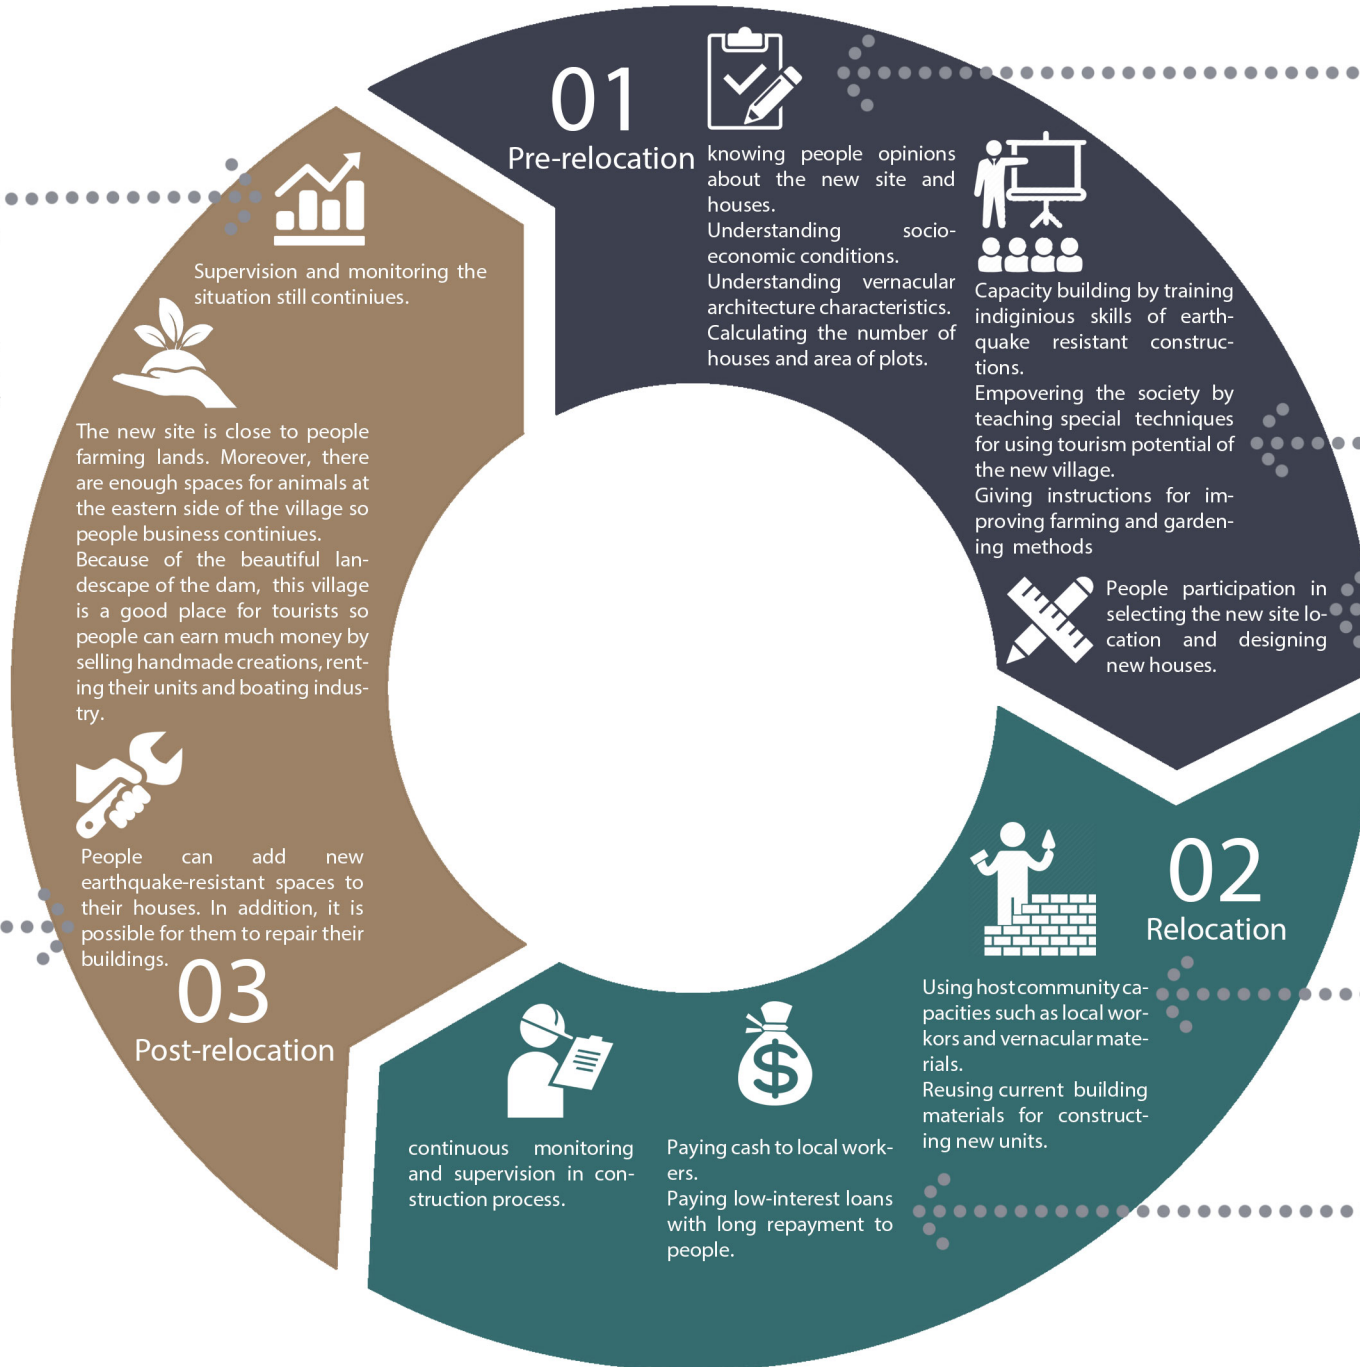 01
Pre-relocation
knowing people opinions
about the new site and
houses.
Understanding socio-
economic conditions.
Understanding vernacular
architecture characteristics.
Calculating the number of
houses and area of plots.
Capacity building by training
indiginious skills of earth-
quake resistant construc-
tions.
Empowering the society by
teaching special techniques
for using tourism potential of
the new village.
Giving instructions for im-
proving farming and garden-
ing methods
People participation in
selecting the new site lo-
cation and designing
new houses.
02
Relocation
Using host community ca-
pacities such as local wor-
kors and vernacular mate-
rials.
Reusing current building
materials for construct-
ing new units.
$
Paying cash to local work-
ers.
Paying low-interest loans
with long repayment to
people.
continuous monitoring
and supervision in con-
struction process.
Supervision and monitoring the
situation still continiues.
The new site is close to people
farming lands. Moreover, there
are enough spaces for animals at
the eastern side of the village so
people business continiues.
Because of the beautiful lan-
descape of the dam, this village
is a good place for tourists so
people can earn much money by
selling handmade creations, rent-
ing their units and boating indus-
try.
People can add new
earthquake-resistant spaces to
their houses. In addition, it is
possible for them to repair their
buildings.
03
Post-relocation